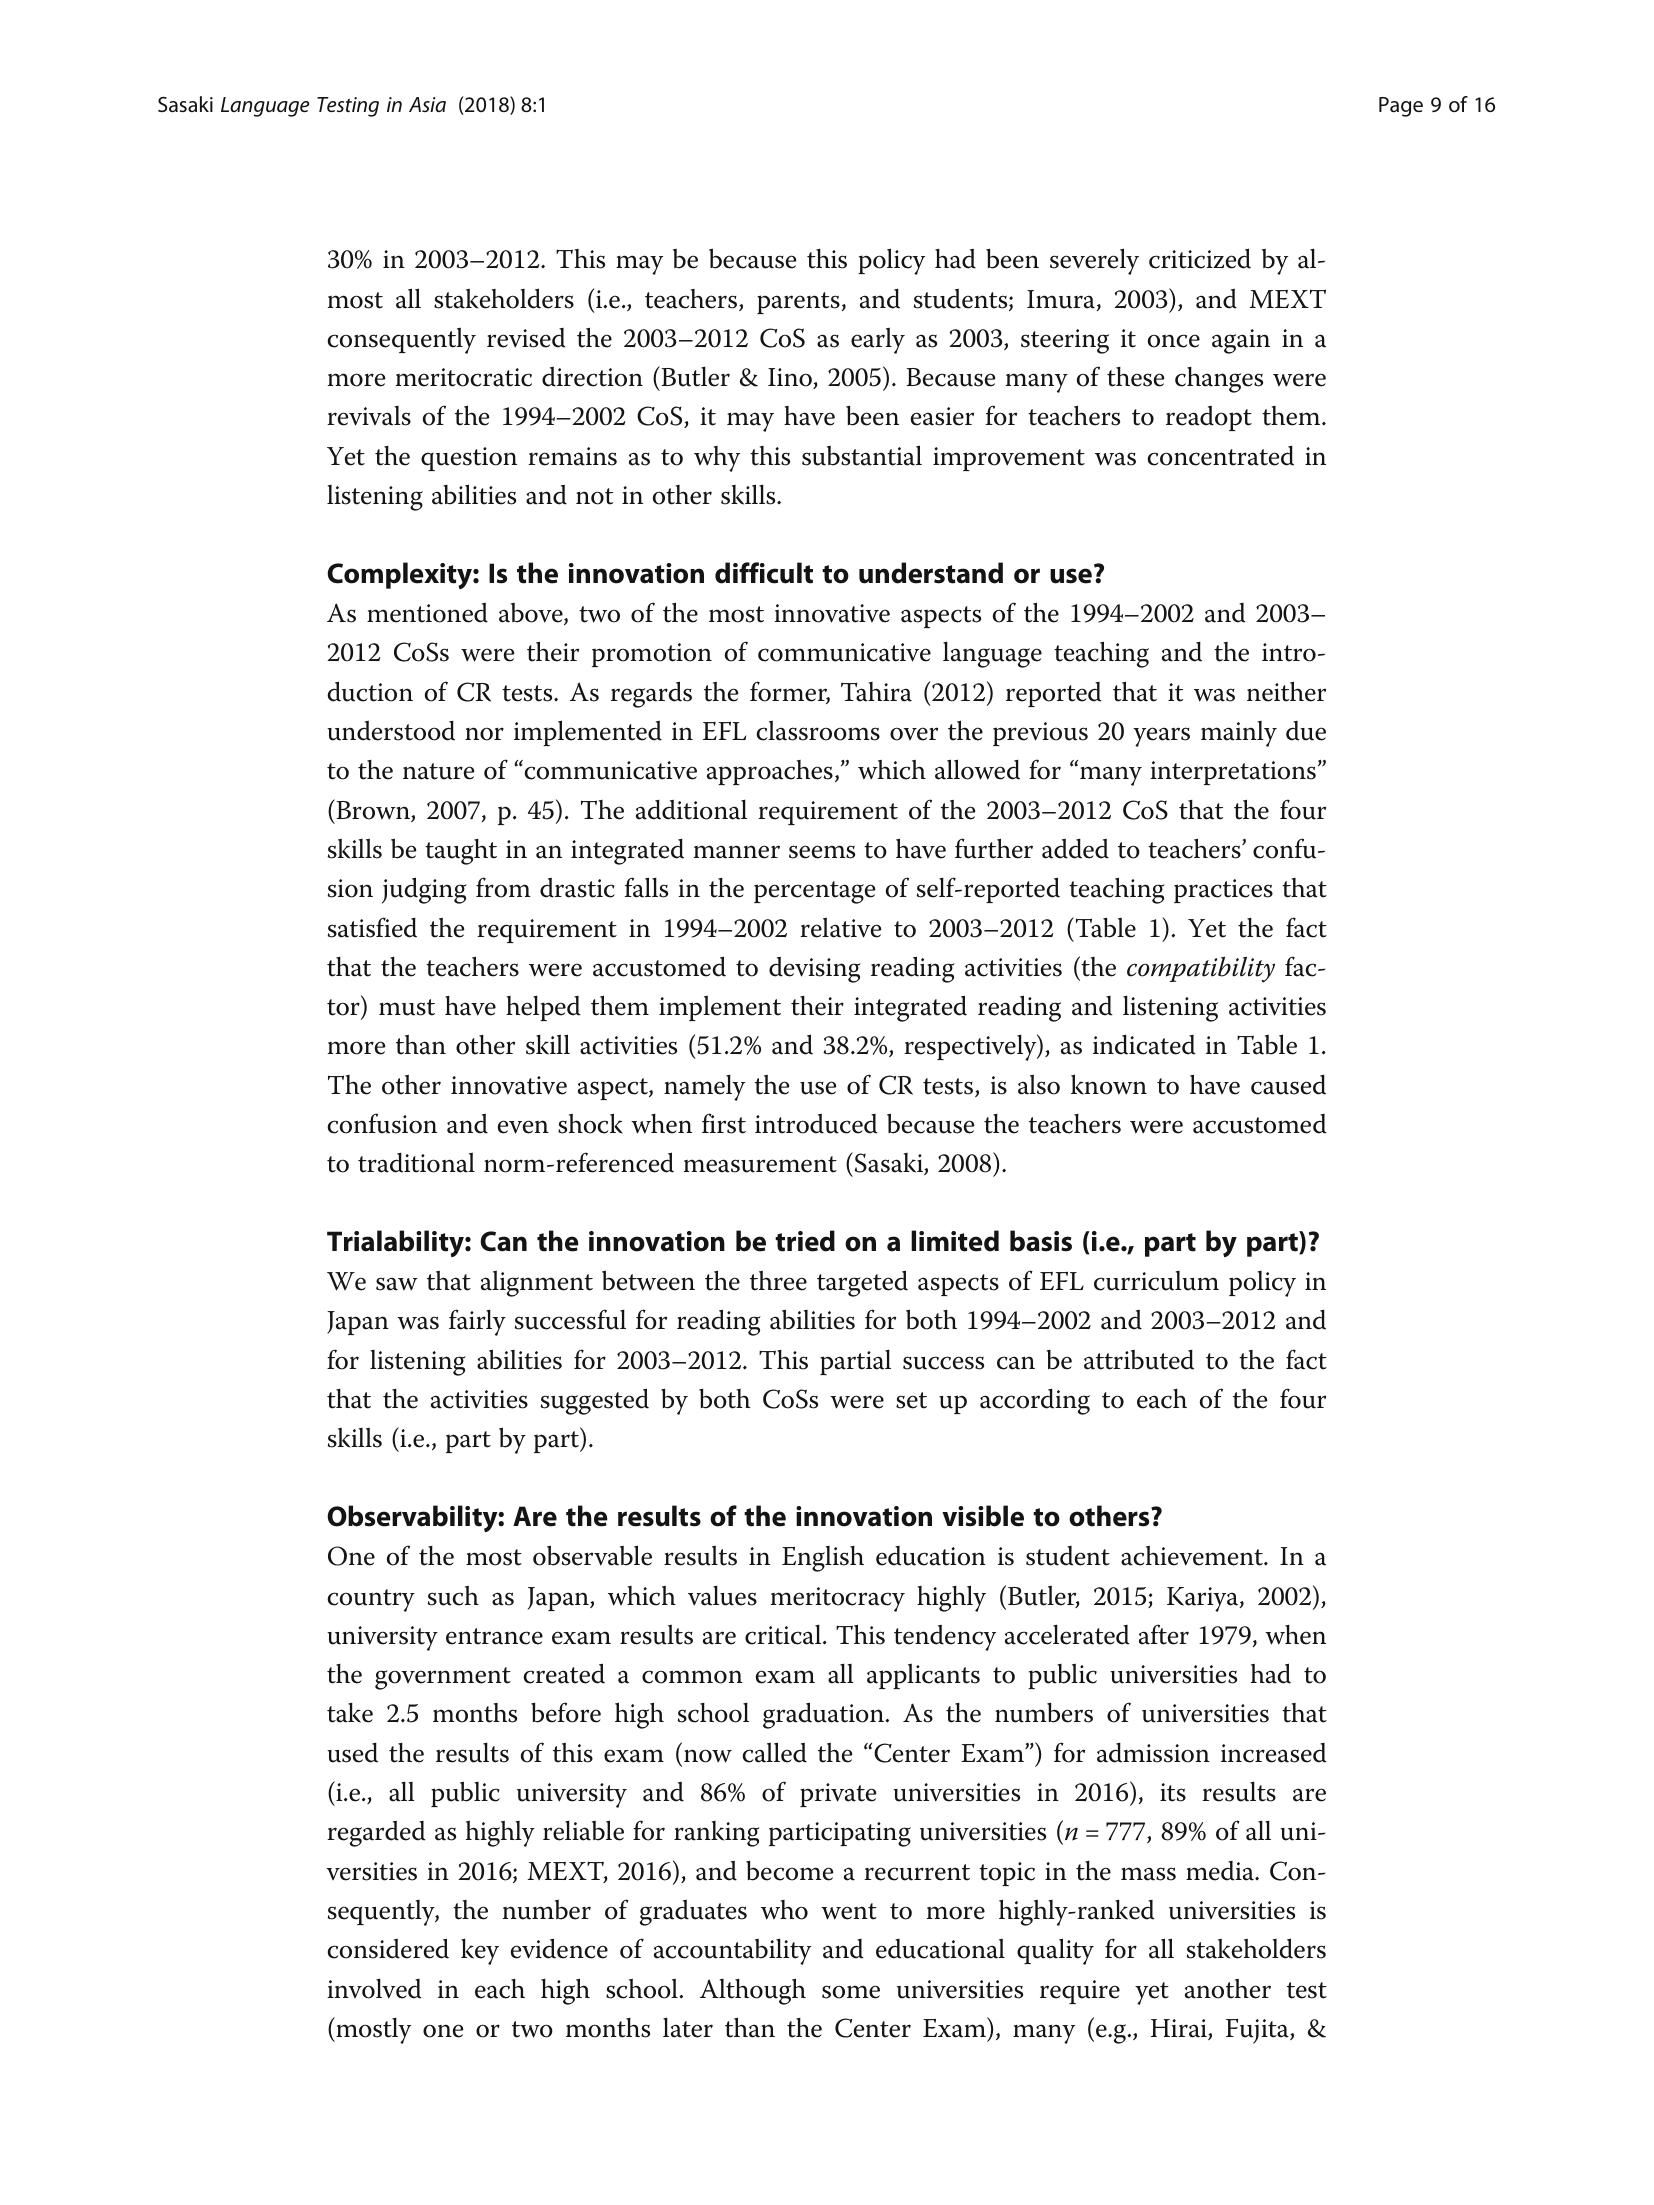 Sasaki Language Testing in Asia (2018) 8:1
Page 9 of 16
30% in 2003–2012. This may be because this policy had been severely criticized by al-
most all stakeholders (i.e., teachers, parents, and students; Imura, 2003), and MEXT
consequently revised the 2003–2012 CoS as early as 2003, steering it once again in a
more meritocratic direction (Butler & Iino, 2005). Because many of these changes were
revivals of the 1994–2002 CoS, it may have been easier for teachers to readopt them.
Yet the question remains as to why this substantial improvement was concentrated in
listening abilities and not in other skills.
Complexity: Is the innovation difficult to understand or use?
As mentioned above, two of the most innovative aspects of the 1994–2002 and 2003–
2012 CoSs were their promotion of communicative language teaching and the intro-
duction of CR tests. As regards the former, Tahira (2012) reported that it was neither
understood nor implemented in EFL classrooms over the previous 20 years mainly due
to the nature of “communicative approaches,” which allowed for “many interpretations”
(Brown, 2007, p. 45). The additional requirement of the 2003–2012 CoS that the four
skills be taught in an integrated manner seems to have further added to teachers’ confu-
sion judging from drastic falls in the percentage of self-reported teaching practices that
satisfied the requirement in 1994–2002 relative to 2003–2012 (Table 1). Yet the fact
that the teachers were accustomed to devising reading activities (the compatibility fac-
tor) must have helped them implement their integrated reading and listening activities
more than other skill activities (51.2% and 38.2%, respectively), as indicated in Table 1.
The other innovative aspect, namely the use of CR tests, is also known to have caused
confusion and even shock when first introduced because the teachers were accustomed
to traditional norm-referenced measurement (Sasaki, 2008).
Trialability: Can the innovation be tried on a limited basis (i.e., part by part)?
We saw that alignment between the three targeted aspects of EFL curriculum policy in
Japan was fairly successful for reading abilities for both 1994–2002 and 2003–2012 and
for listening abilities for 2003–2012. This partial success can be attributed to the fact
that the activities suggested by both CoSs were set up according to each of the four
skills (i.e., part by part).
Observability: Are the results of the innovation visible to others?
One of the most observable results in English education is student achievement. In a
country such as Japan, which values meritocracy highly (Butler, 2015; Kariya, 2002),
university entrance exam results are critical. This tendency accelerated after 1979, when
the government created a common exam all applicants to public universities had to
take 2.5 months before high school graduation. As the numbers of universities that
used the results of this exam (now called the “Center Exam”) for admission increased
(i.e., all public university and 86% of private universities in 2016), its results are
regarded as highly reliable for ranking participating universities (n = 777, 89% of all uni-
versities in 2016; MEXT, 2016), and become a recurrent topic in the mass media. Con-
sequently, the number of graduates who went to more highly-ranked universities is
considered key evidence of accountability and educational quality for all stakeholders
involved in each high school. Although some universities require yet another test
(mostly one or two months later than the Center Exam), many (e.g., Hirai, Fujita, &